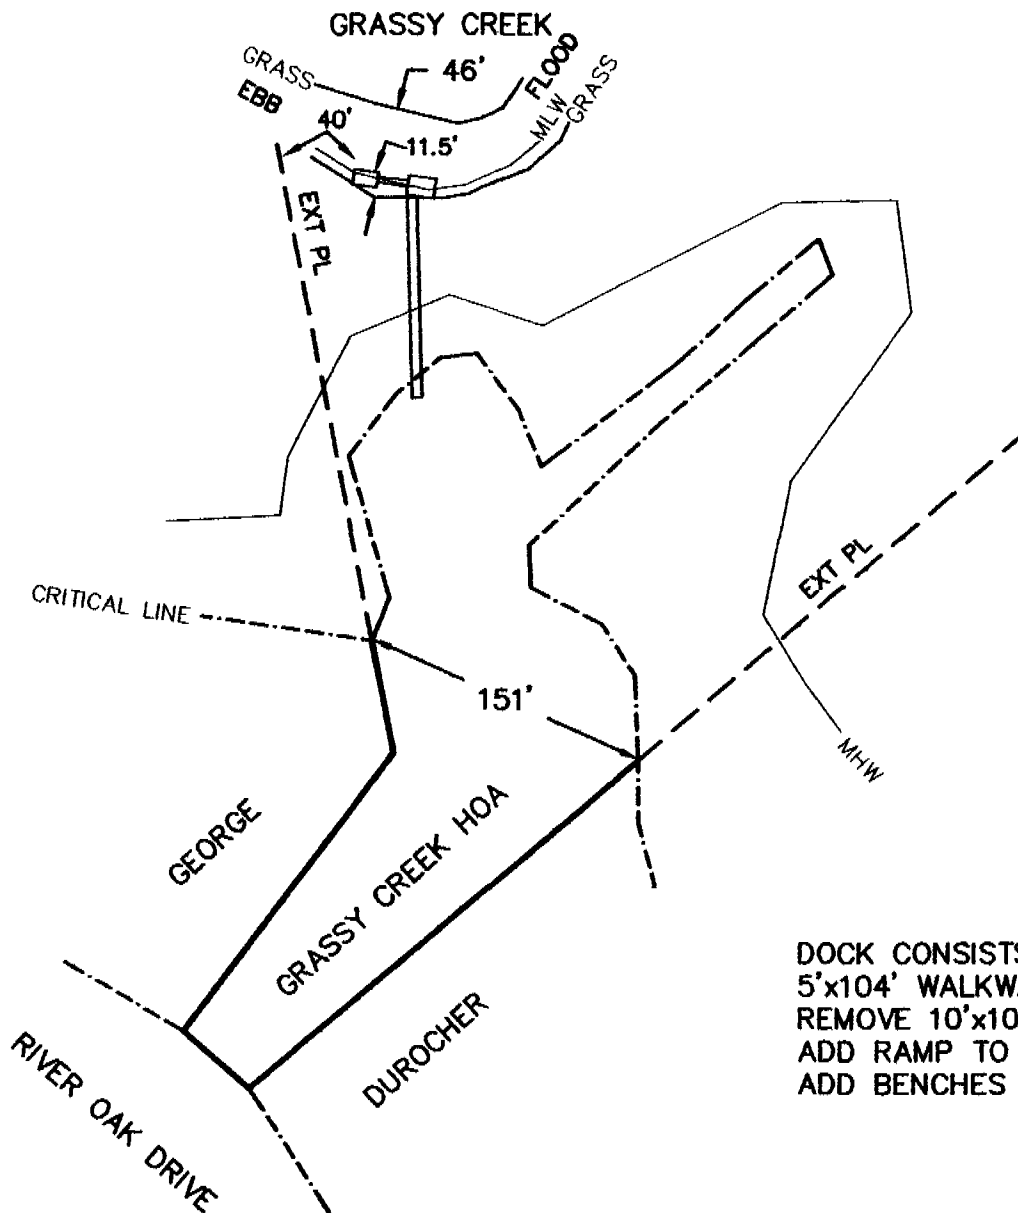 GRASSY CREEK
GRASS
46'
FLOOD
EBB
40'
11.5'
MLW
GRASS
EXT PL
EXT PL
CRITICAL LINE
151'
MHW
GEORGE
GRASSY CREEK HOA
DUROCHER
RIVER OAK DRIVE
DOCK CONSISTS
5'x104' WALKWA
REMOVE 10'x10
ADD RAMP TO
ADD BENCHES